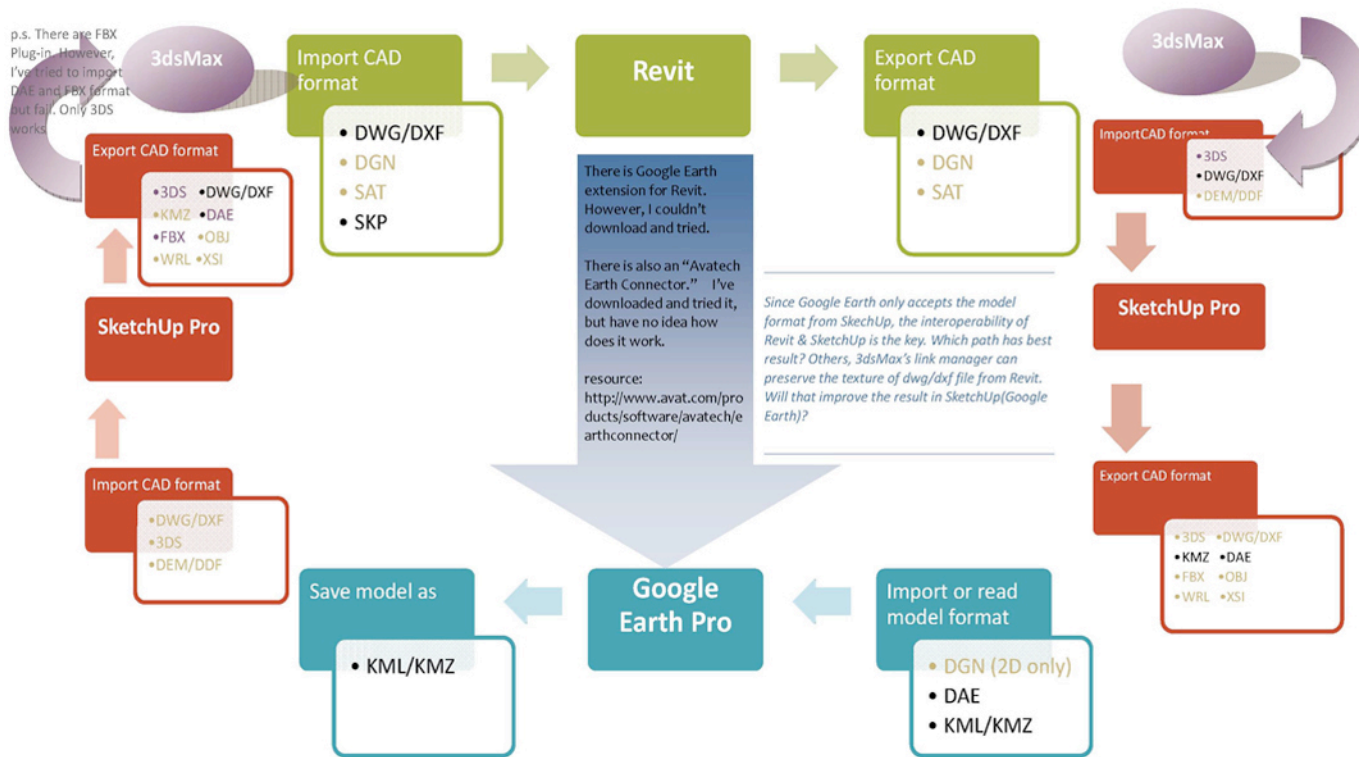 p.s. There are FBX
Plug-in. However,
I've tried to import
DAE and FBX format
but fail. Only 3DS
works
3dsMax
Import CAD
format
• DWG/DXF
• DGN
• SAT
• SKP
Revit
Export CAD
format
• DWG/DXF
• DGN
• SAT
3dsMax
ImportCAD format
•3DS
•DWG/DXF
•DEM/DDF
Export CAD format
•3DS •DWG/DXF
•KMZ •DAE
•FBX •OBJ
•WRL •XSI
There is Google Earth
extension for Revit.
However, I couldn't
download and tried.
There is also an "Avatech
Earth Connector." I've
downloaded and tried it,
but have no idea how
does it work.
resource:
http://www.avat.com/pro
ducts/software/avatech/e
arthconnector/
Since Google Earth only accepts the model
format from SkechUp, the interoperability of
Revit & SketchUp is the key. Which path has best
result? Others, 3dsMax's link manager can
preserve the texture of dwg/dxf file from Revit.
Will that improve the result in SketchUp(Google
Earth)?
SketchUp Pro
SketchUp Pro
Import CAD format
•DWG/DXF
•3DS
•DEM/DDF
Export CAD format
•3DS •DWG/DXF
•KMZ •DAE
•FBX •OBJ
•WRL •XSI
Save model as
• KML/KMZ
Google
Earth Pro
Import or read
model format
• DGN (2D only)
• DAE
• KML/KMZ